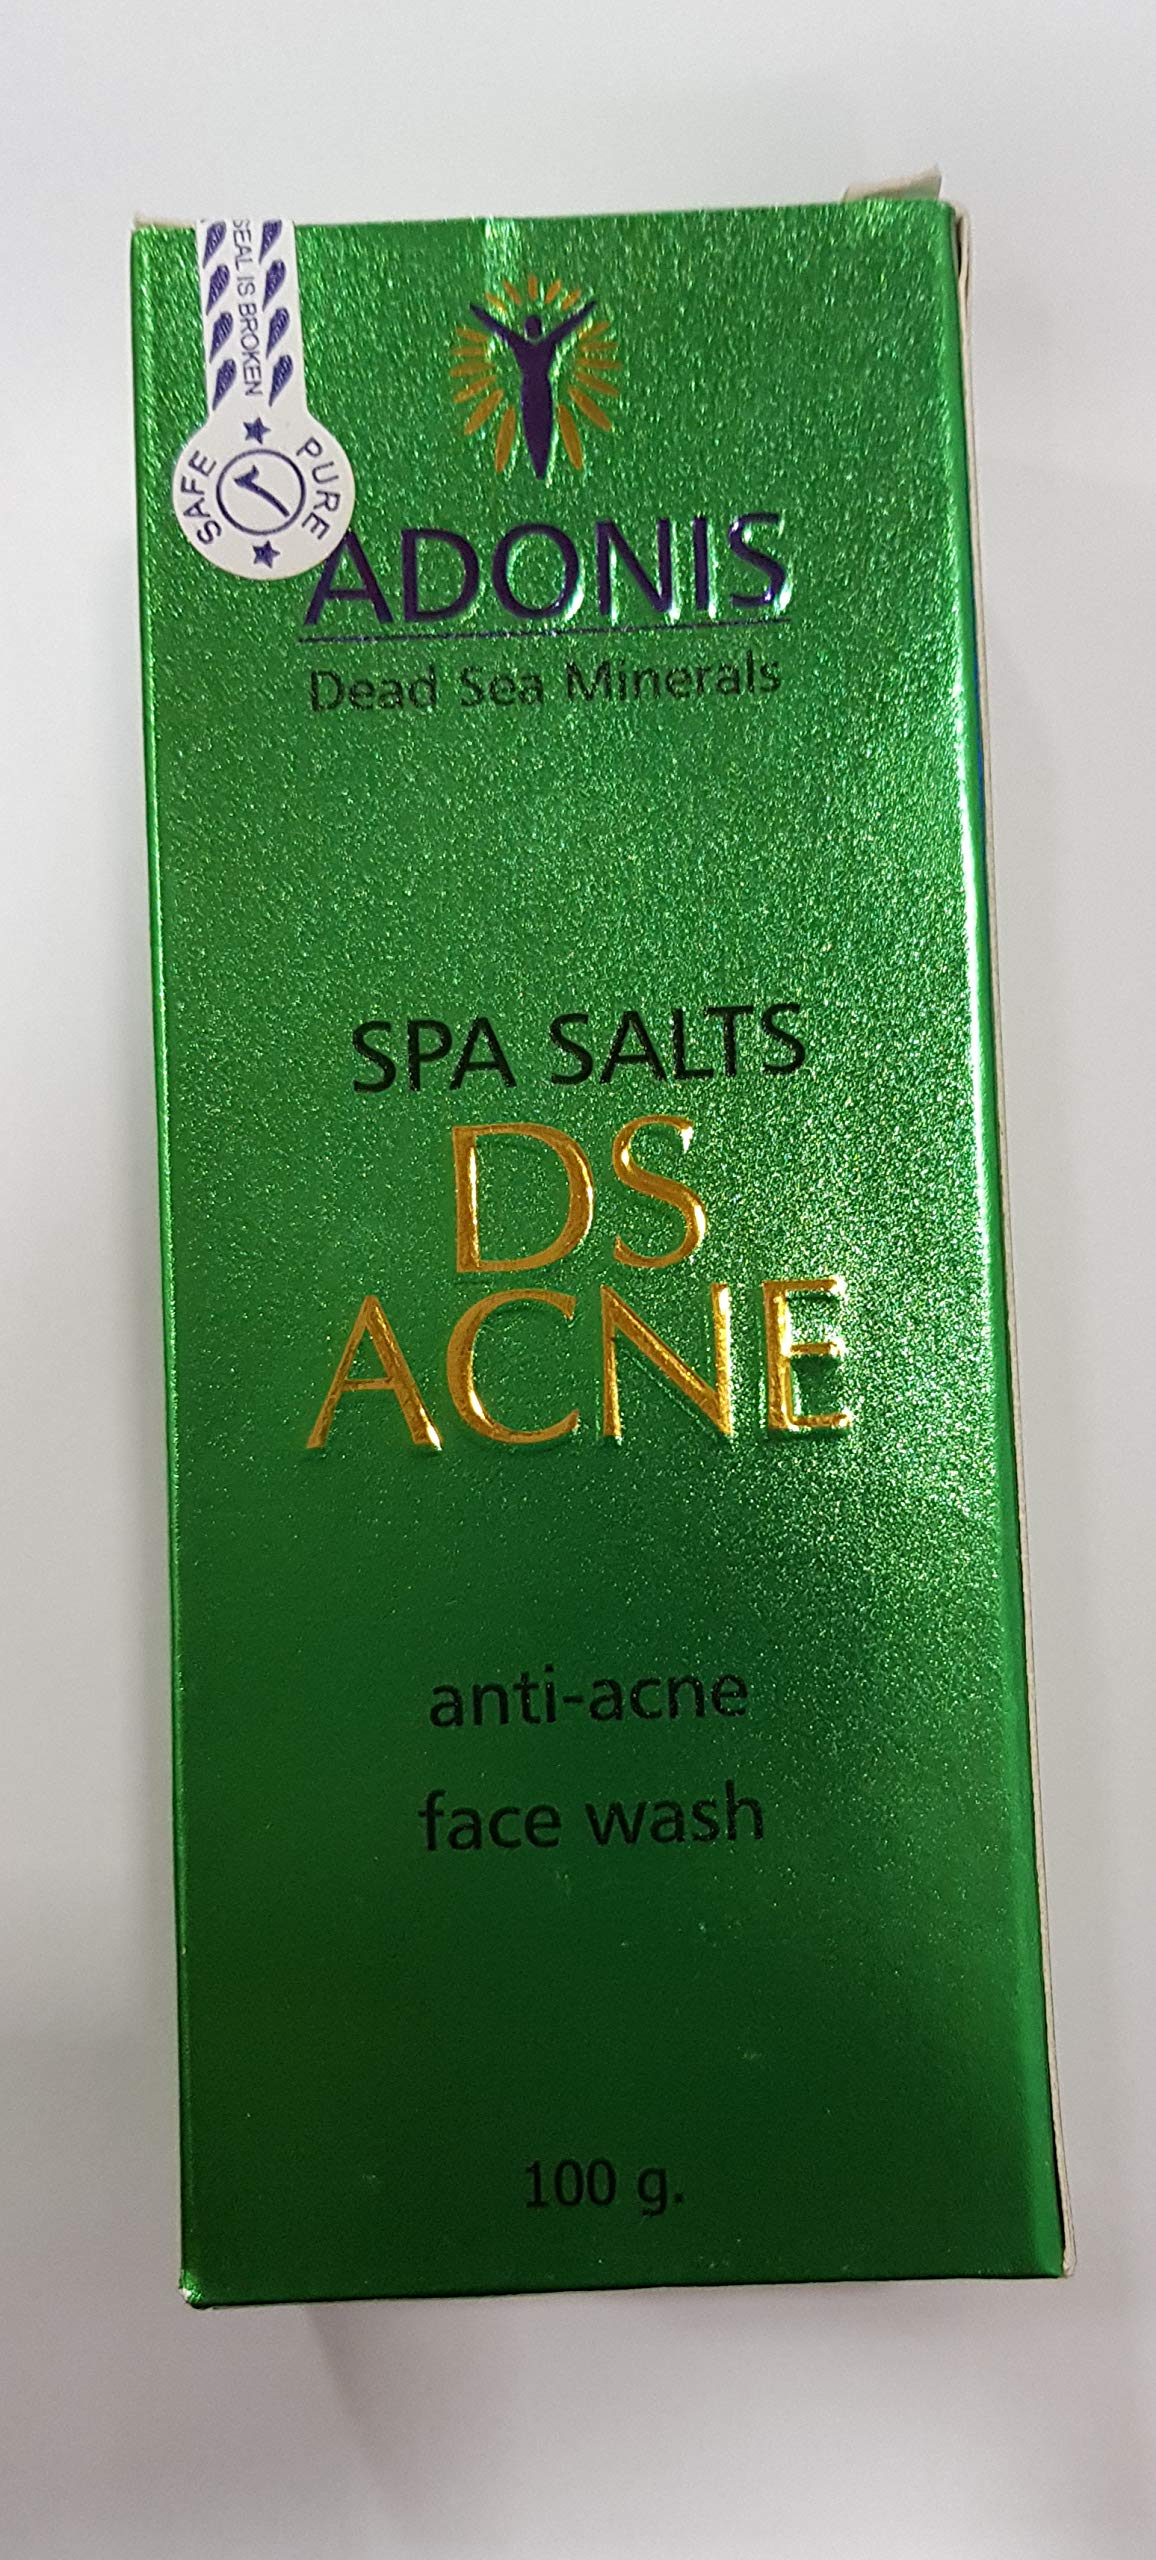 SEAL IS BROKEN
SAFE
PURE
ADONIS
Dead Sea Minerals
SPA SALTS
DS
ACNE
anti-acne
face wash
100 g.